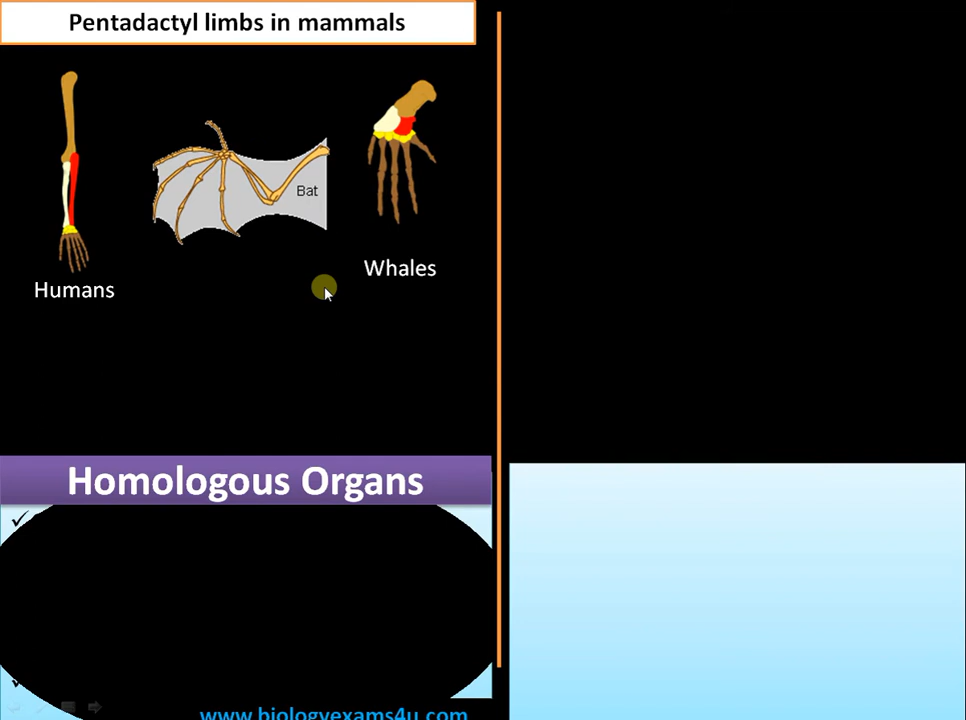 Pentadactyl limbs in mammals
Bat
Whales
Humans
Homologous Organs
www.biologyexams4u.com